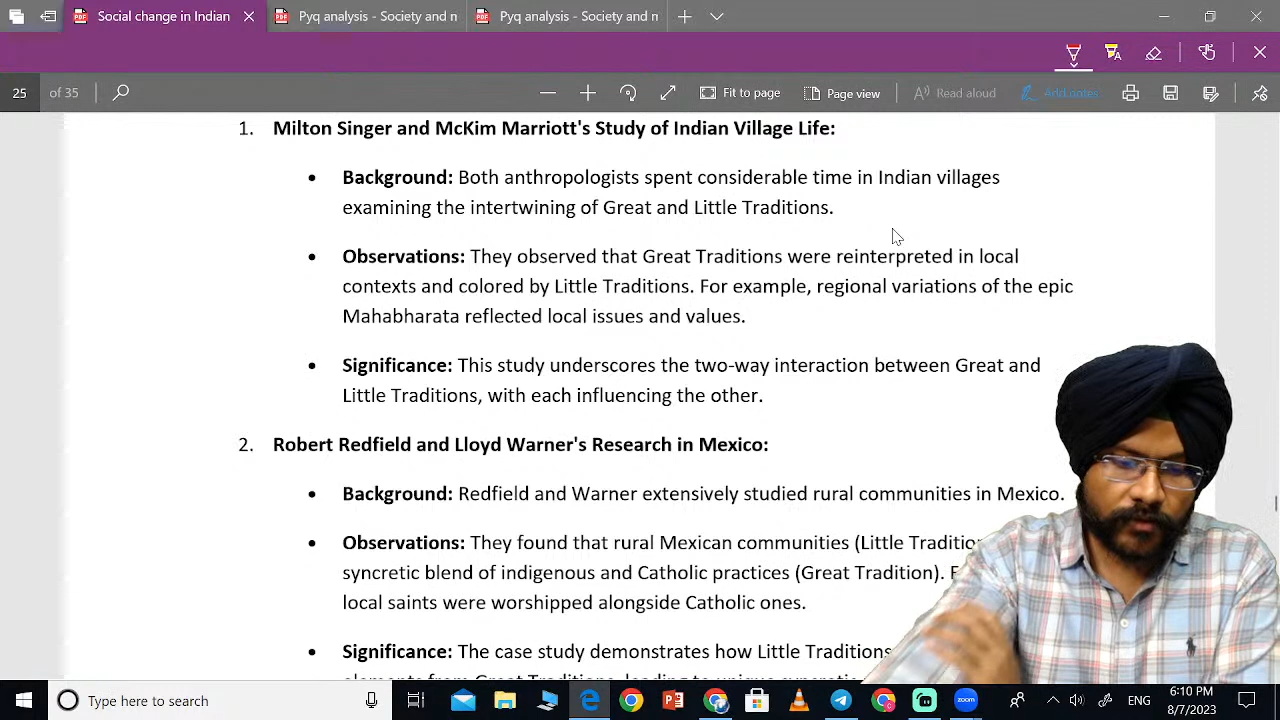 Social change in Indian
Pyq analysis - Society and n
Pyq analysis - Society and n
25 of 35
Fit to page
Page view
Read aloud
Add notes
1. Milton Singer and McKim Marriott's Study of Indian Village Life:
• Background: Both anthropologists spent considerable time in Indian villages
examining the intertwining of Great and Little Traditions.
• Observations: They observed that Great Traditions were reinterpreted in local
contexts and colored by Little Traditions. For example, regional variations of the epic
Mahabharata reflected local issues and values.
• Significance: This study underscores the two-way interaction between Great and
Little Traditions, with each influencing the other.
2. Robert Redfield and Lloyd Warner's Research in Mexico:
• Background: Redfield and Warner extensively studied rural communities in Mexico.
• Observations: They found that rural Mexican communities (Little Traditio
syncretic blend of indigenous and Catholic practices (Great Tradition).
local saints were worshipped alongside Catholic ones.
• Significance: The case study demonstrates how Little Traditions
Type here to search
zoom
6:10 PM
8/7/2023